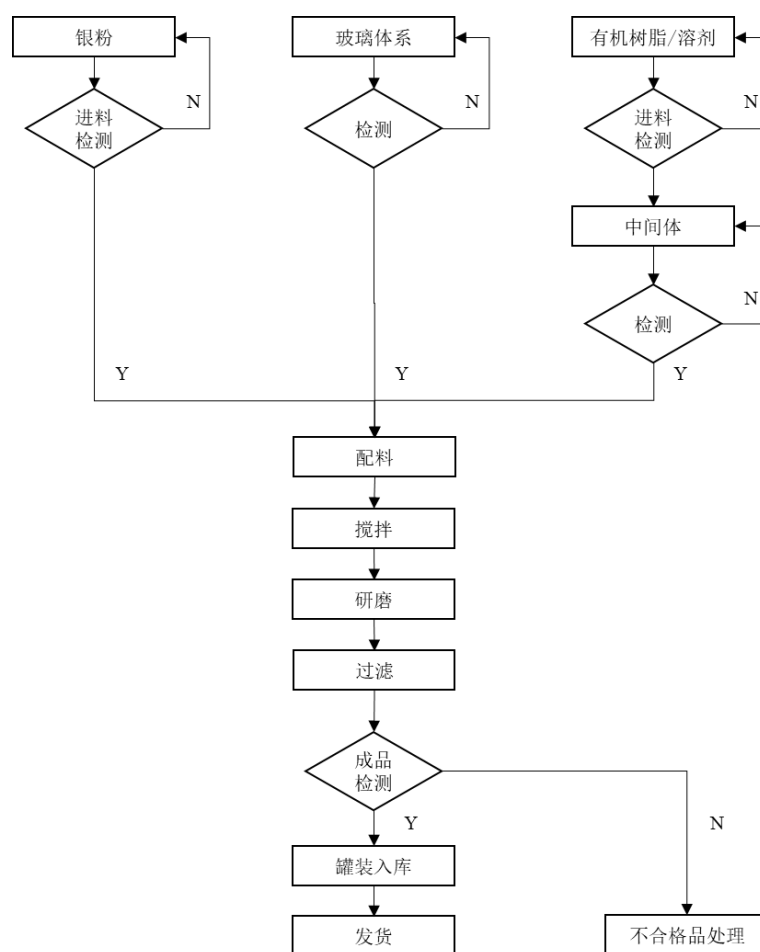 银粉
玻璃体系
有机树脂/溶剂
N
N
N
进料
检测
检测
进料
检测
中间体
N
检测
Y
Y
Y
配料
搅拌
研磨
过滤
成品
检测
Y
N
罐装入库
发货
不合格品处理